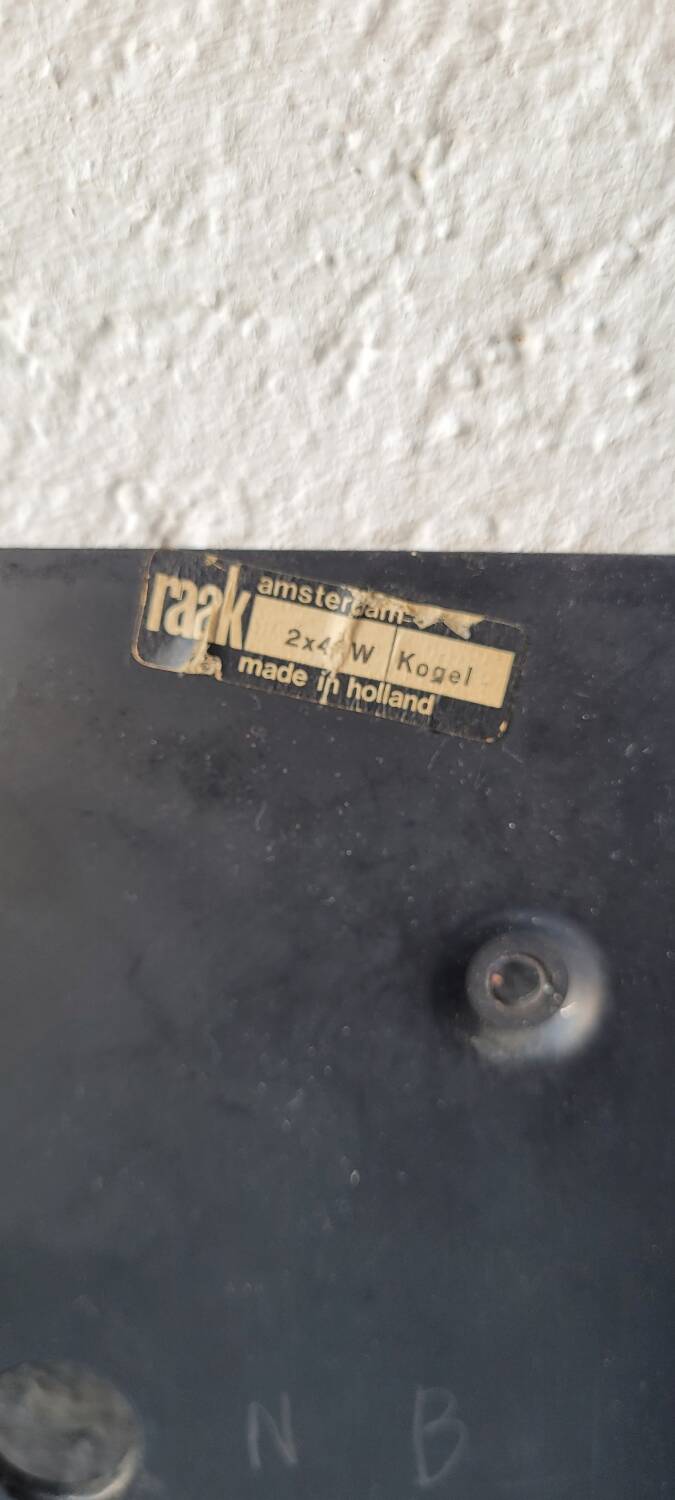 raak
amsterdam
Kogel
made in holland
N B